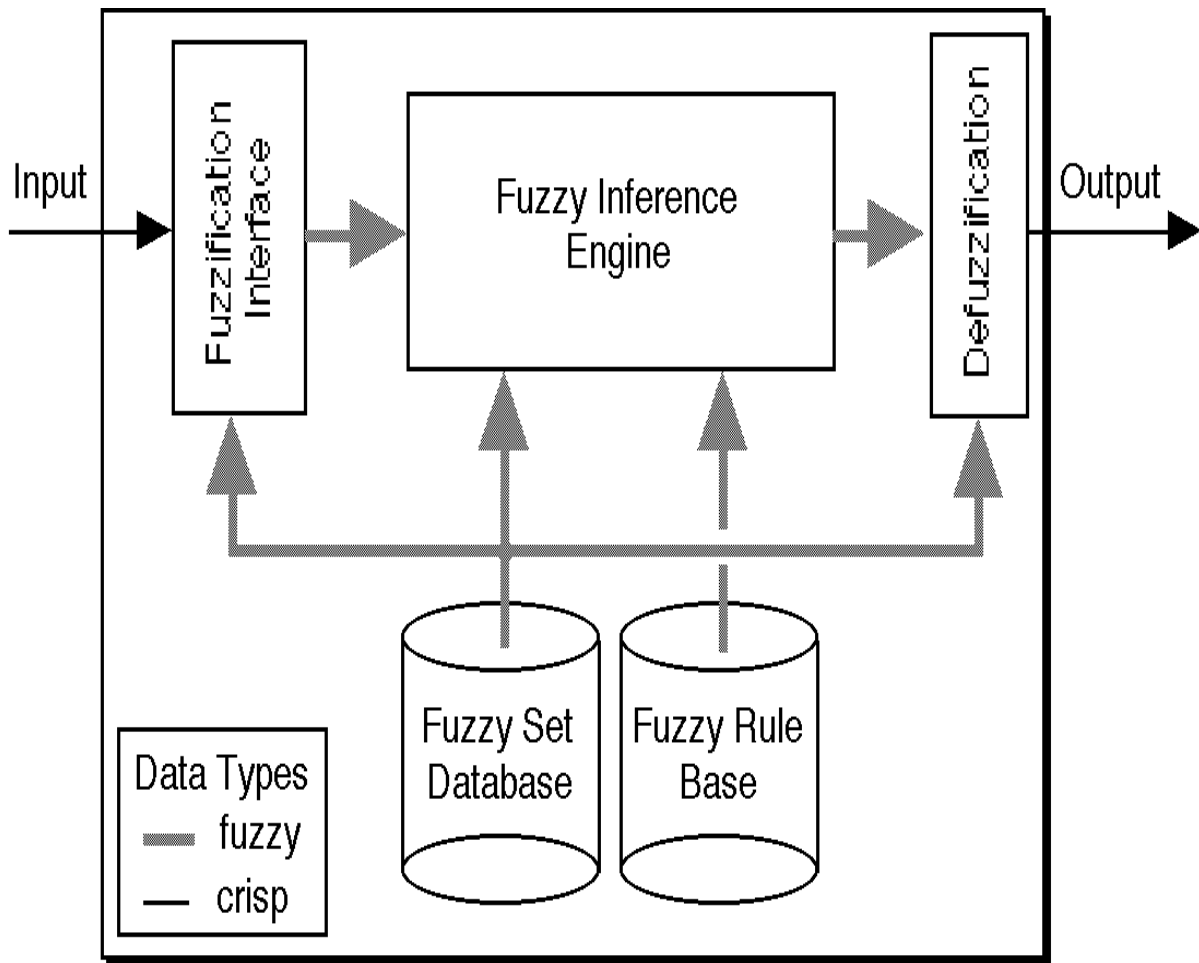 Input
Fuzzification
Interface
Fuzzy Inference
Engine
Defuzzification
Output
Fuzzy Set
Database
Fuzzy Rule
Base
Data Types
fuzzy
crisp